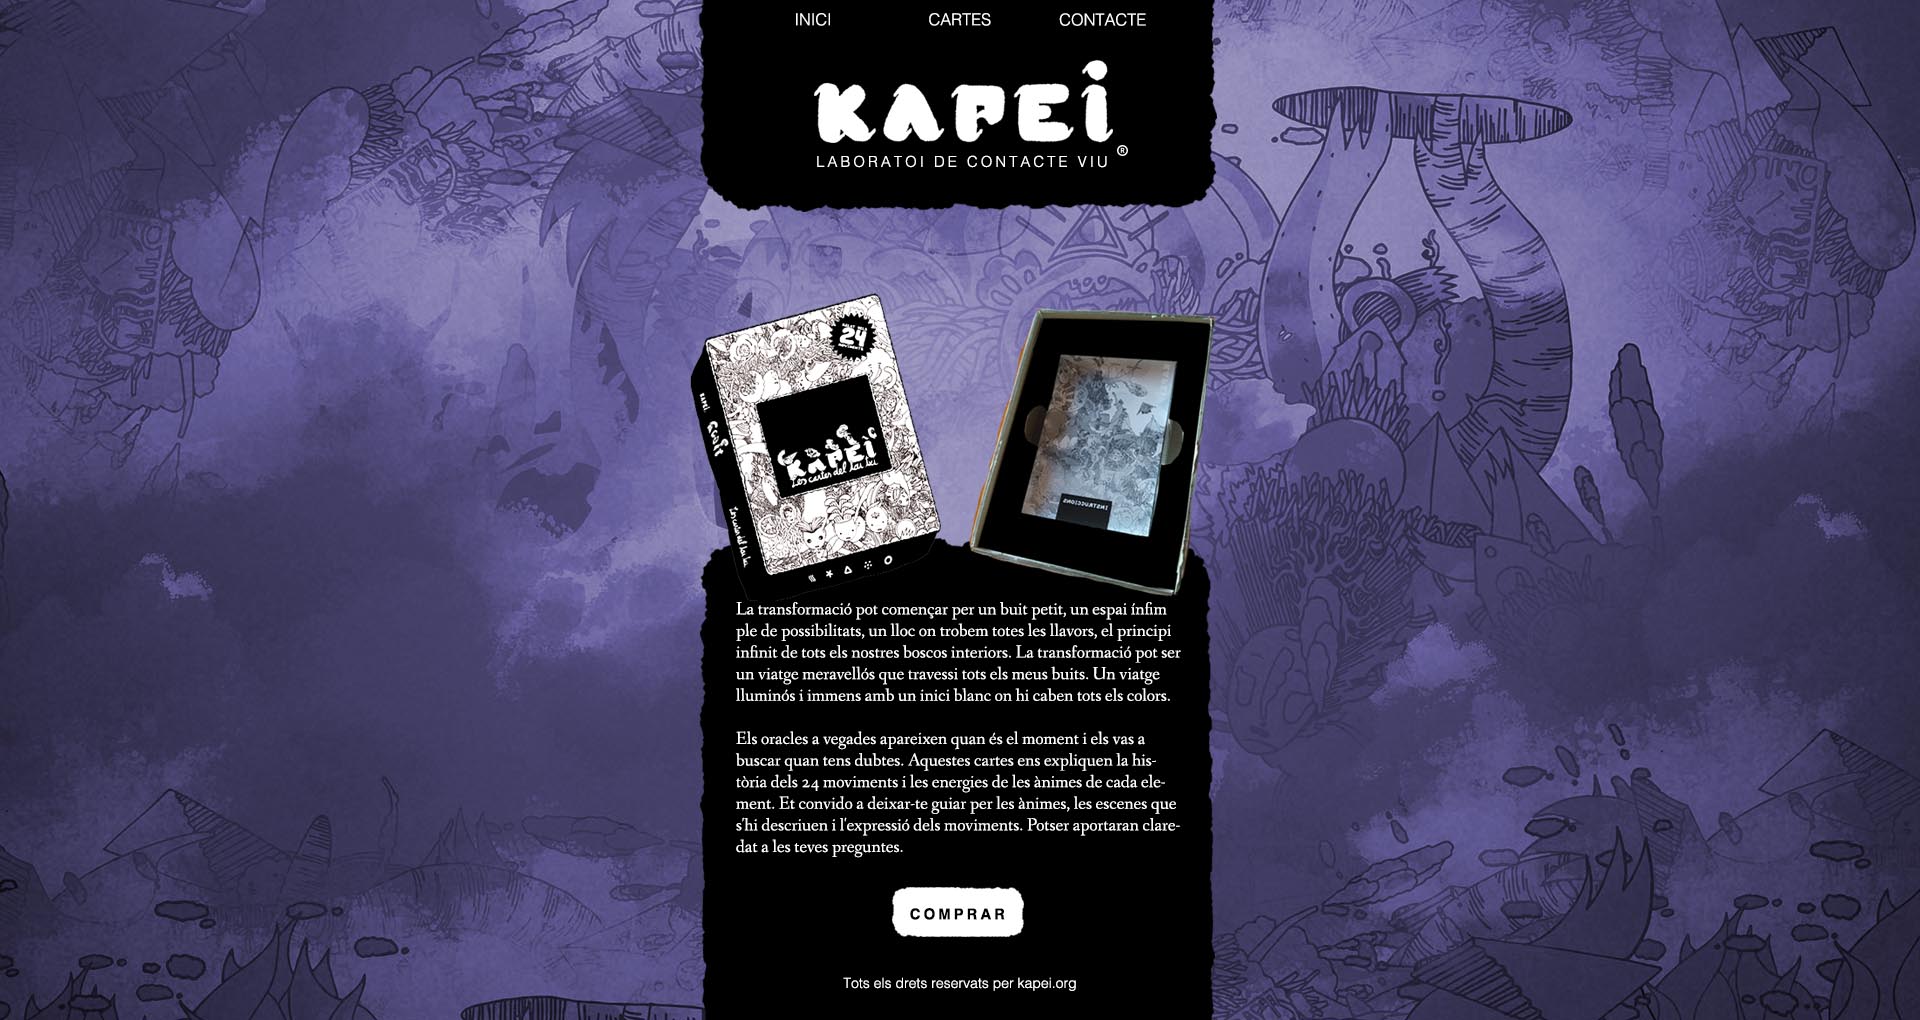 INICI CARTES CONTACTE
KAPEI
LABORATOI DE CONTACTE VIU ®
24
KAPEI
Les cartes del
KAPEI
INSTRUCCIONS
La transformació pot començar per un buit petit, un espai ínfim
ple de possibilitats, un lloc on trobem totes les llavors, el principi
infinit de tots els nostres boscos interiors. La transformació pot ser
un viatge meravellós que travessi tots els meus buits. Un viatge
lluminós i immens amb un inici blanc on hi caben tots els colors.
Els oracles a vegades apareixen quan és el moment i els vas a
buscar quan tens dubtes. Aquestes cartes ens expliquen la his-
tòria dels 24 moviments i les energies de les ànimes de cada ele-
ment. Et convido a deixar-te guiar per les ànimes, les escenes que
s'hi descriuen i l'expressió dels moviments. Potser aportaran clare-
dat a les teves preguntes.
COMPRAR
Tots els drets reservats per kapei.org